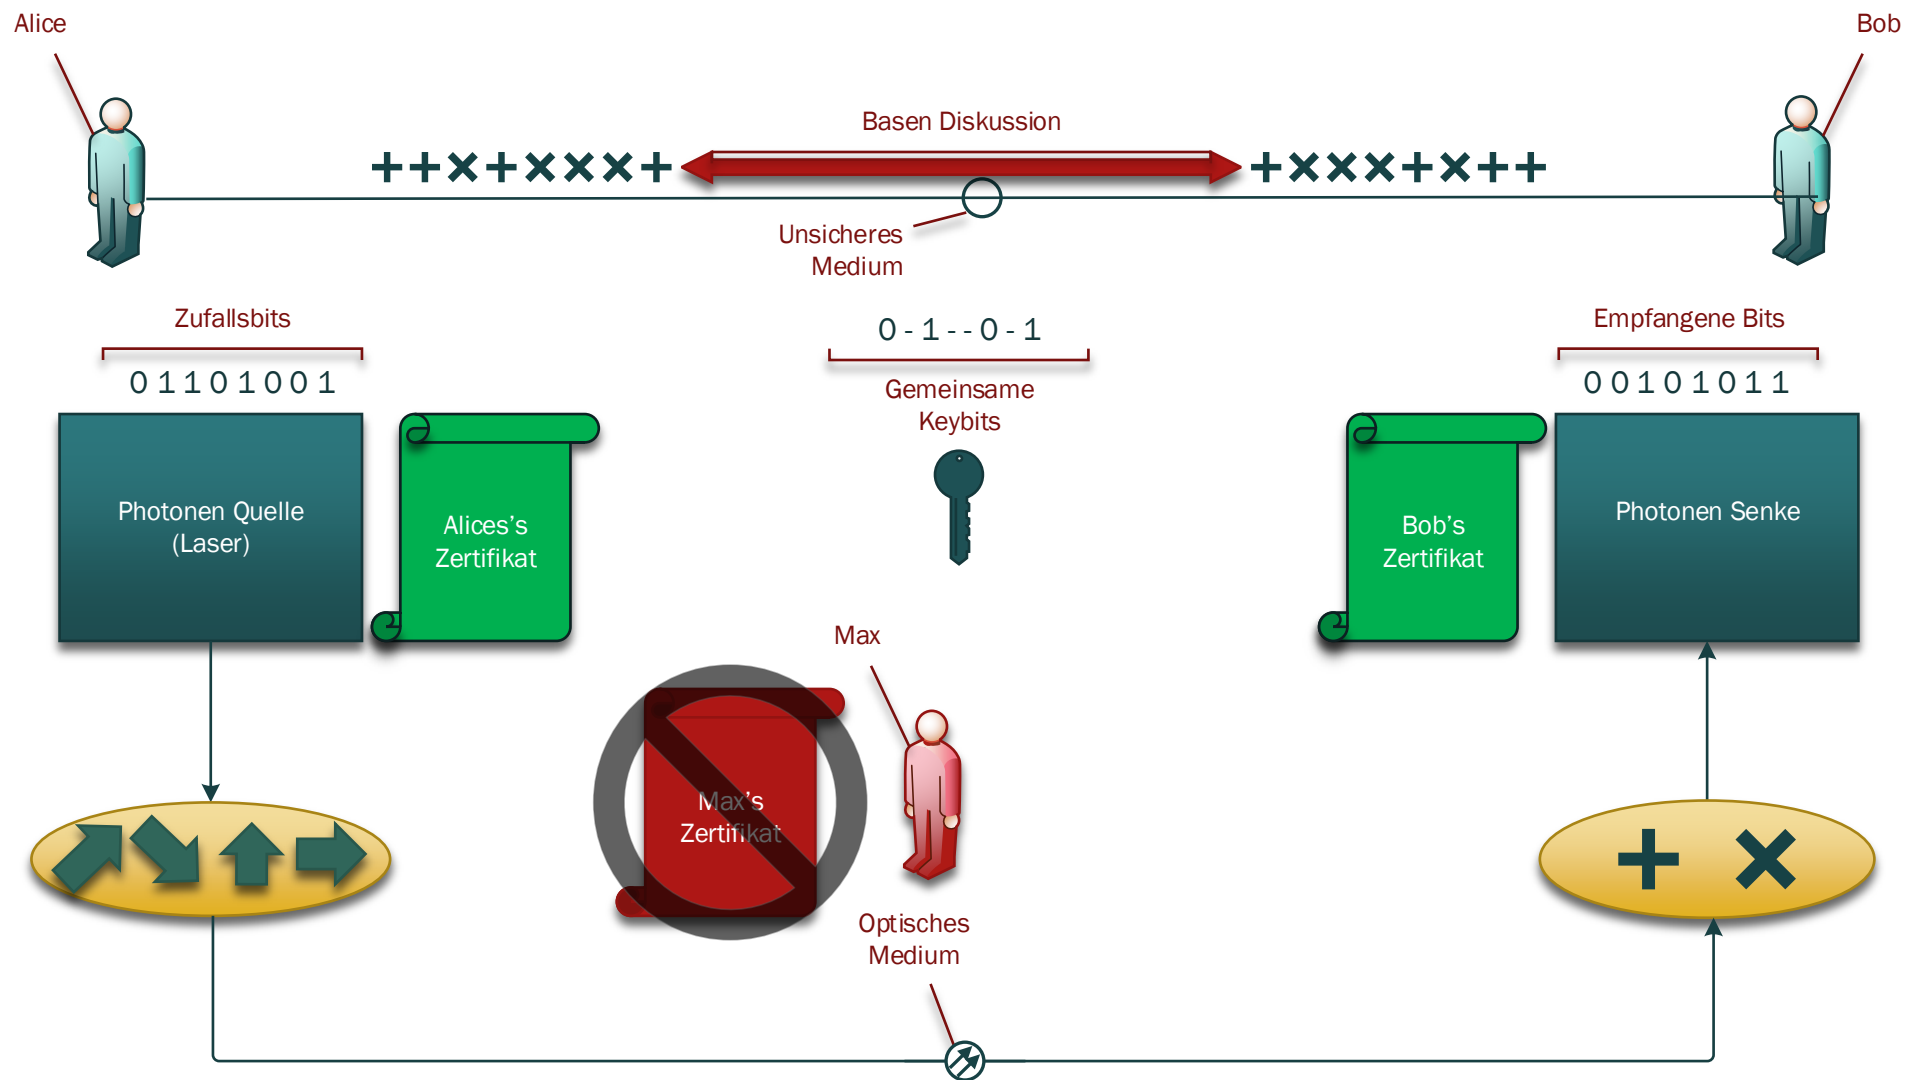 Alice
Bob
Basen Diskussion
++×+×××+
+×××+×++
Unsicheres
Medium
Zufallsbits
0 1 1 0 1 0 0 1
0 - 1 - - 0 - 1
Gemeinsame
Keybits
Empfangene Bits
0 0 1 0 1 0 1 1
Photonen Quelle
(Laser)
Alices’s
Zertifikat
Bob’s
Zertifikat
Photonen Senke
Max
Max’s
Zertifikat
Optisches
Medium
+ ×